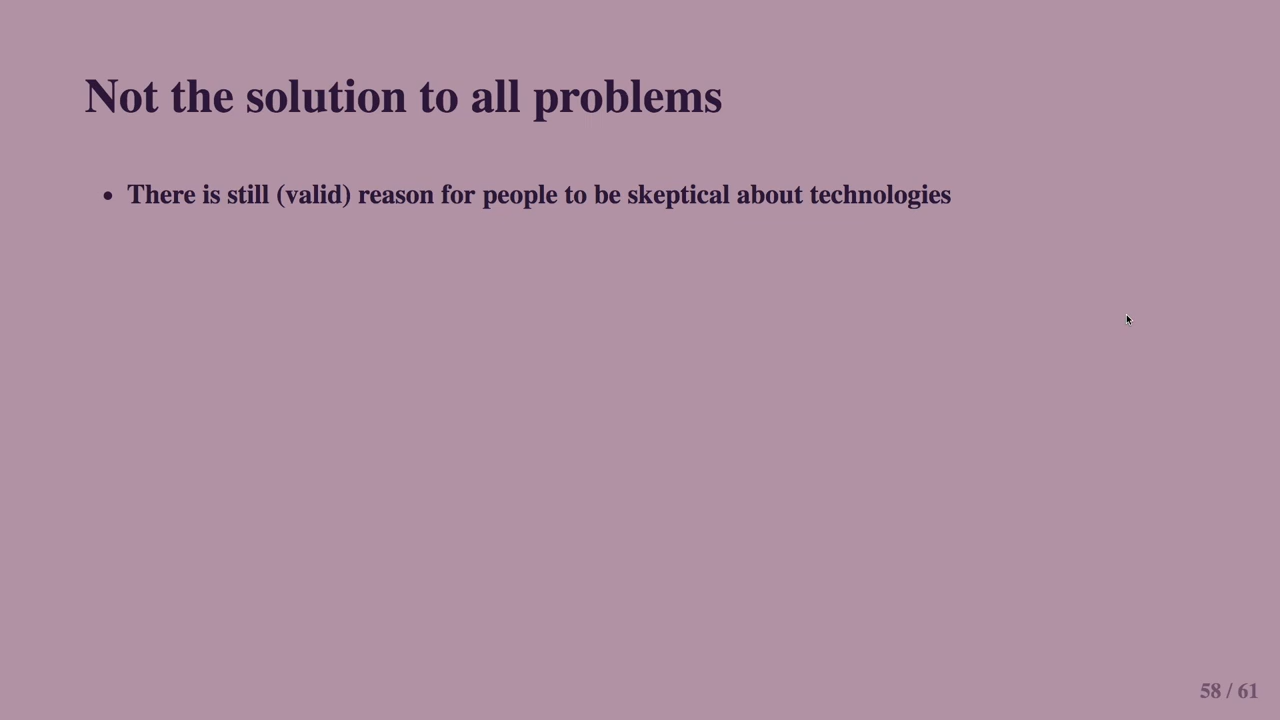 Not the solution to all problems
• There is still (valid) reason for people to be skeptical about technologies
58 / 61